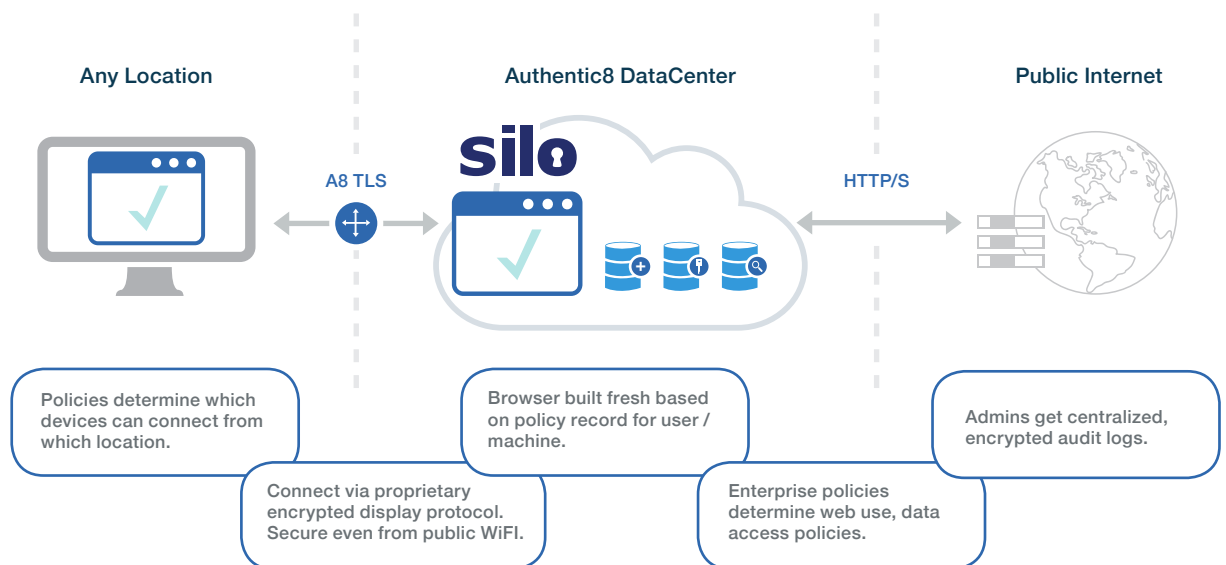 Any Location
Authentic8 DataCenter
Public Internet
silo
A8 TLS
HTTP/S
Policies determine which
devices can connect from
which location.
Connect via proprietary
encrypted display protocol.
Secure even from public WiFI.
Browser built fresh based
on policy record for user /
machine.
Enterprise policies
determine web use, data
access policies.
Admins get centralized,
encrypted audit logs.